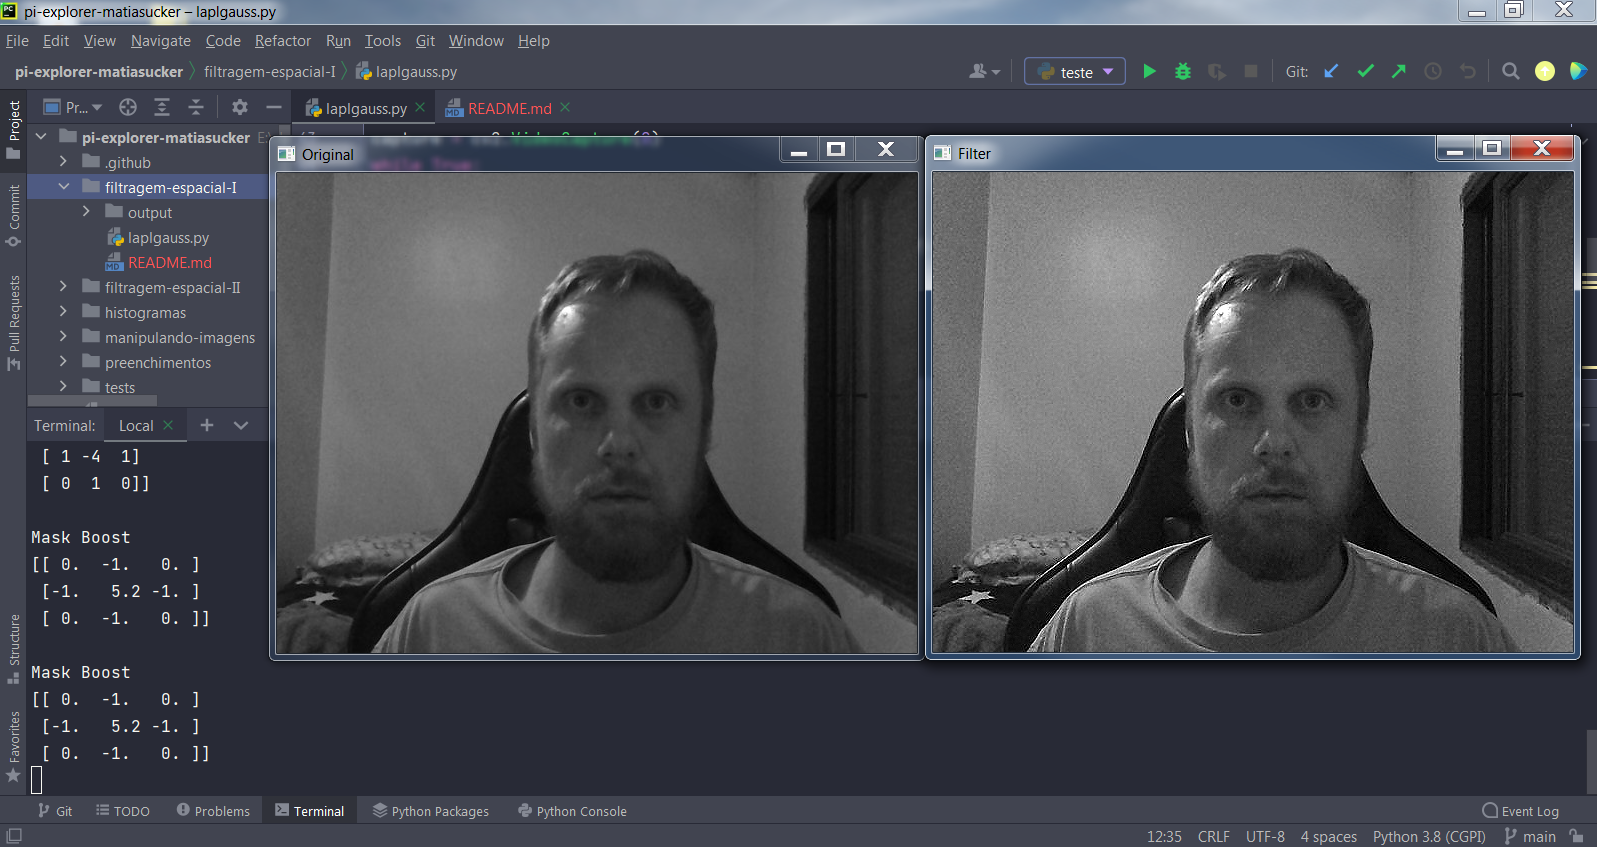 PC pi-explorer-matiasucker – laplgauss.py
File Edit View Navigate Code Refactor Run Tools Git Window Help
pi-explorer-matiasucker filtragem-espacial-I laplgauss.py teste Git:
Project
Pr... laplgauss.py MD README.md
pi-explorer-matiasucker
.github
filtragem-espacial-I
output
laplgauss.py
MD README.md
filtragem-espacial-II
histogramas
manipulando-imagens
preenchimentos
tests
Commit
Pull Requests
while True:
Original
Filter
Terminal: Local
[ 1 -4 1]
[ 0 1 0]]
Mask Boost
[[ 0. -1. 0. ]
[-1. 5.2 -1. ]
[ 0. -1. 0. ]]
Mask Boost
[[ 0. -1. 0. ]
[-1. 5.2 -1. ]
[ 0. -1. 0. ]]
Structure
Favorites
Git TODO Problems Terminal Python Packages Python Console Event Log
12:35 CRLF UTF-8 4 spaces Python 3.8 (CGPI) main